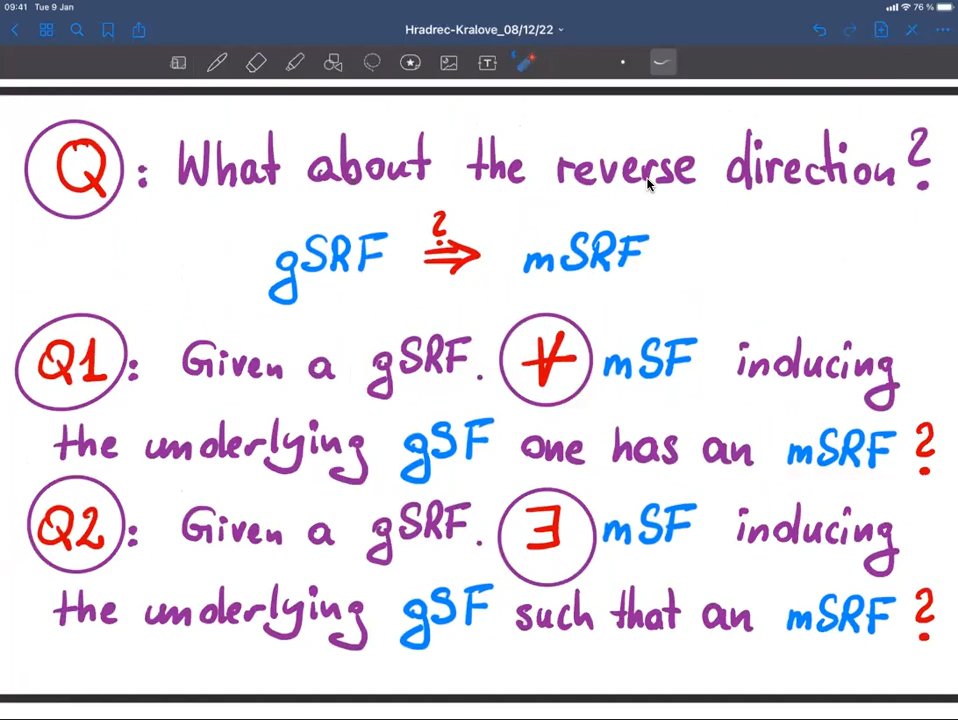 09:41 Tue 9 Jan 76 %
Hradrec-Kralove_08/12/22
Q: What about the reverse direction?
gSRF ?⇒ mSRF
Q1: Given a gSRF. ∀ mSF inducing
the underlying gSF one has an mSRF?
Q2: Given a gSRF. ∃ mSF inducing
the underlying gSF such that an mSRF?